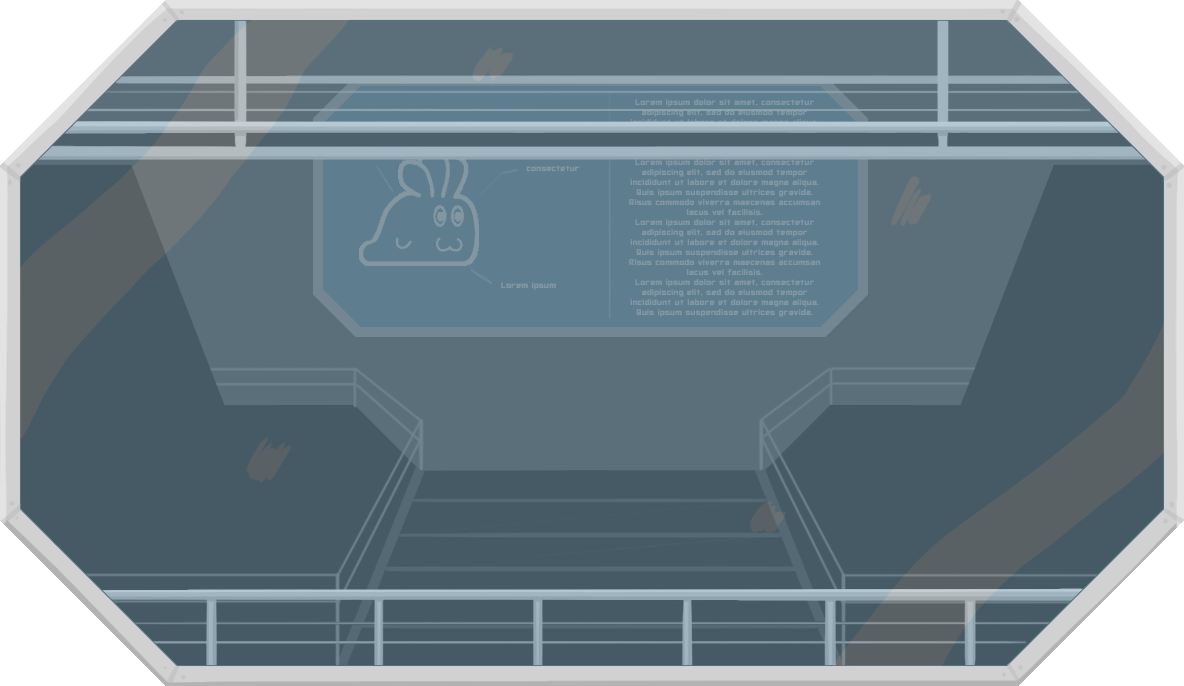 consectetur
Lorem ipsum
Lorem ipsum dolor sit amet, consectetur
adipiscing elit, sed do eiusmod tempor
Lorem ipsum dolor sit amet, consectetur
adipiscing elit, sed do eiusmod tempor
incididunt ut labore et dolore magna aliqua.
Quis ipsum suspendisse ultrices gravida.
Risus commodo viverra maecenas accumsan
lacus vel facilisis.
Lorem ipsum dolor sit amet, consectetur
adipiscing elit, sed do eiusmod tempor
incididunt ut labore et dolore magna aliqua.
Quis ipsum suspendisse ultrices gravida.
Risus commodo viverra maecenas accumsan
lacus vel facilisis.
Lorem ipsum dolor sit amet, consectetur
adipiscing elit, sed do eiusmod tempor
incididunt ut labore et dolore magna aliqua.
Quis ipsum suspendisse ultrices gravida.